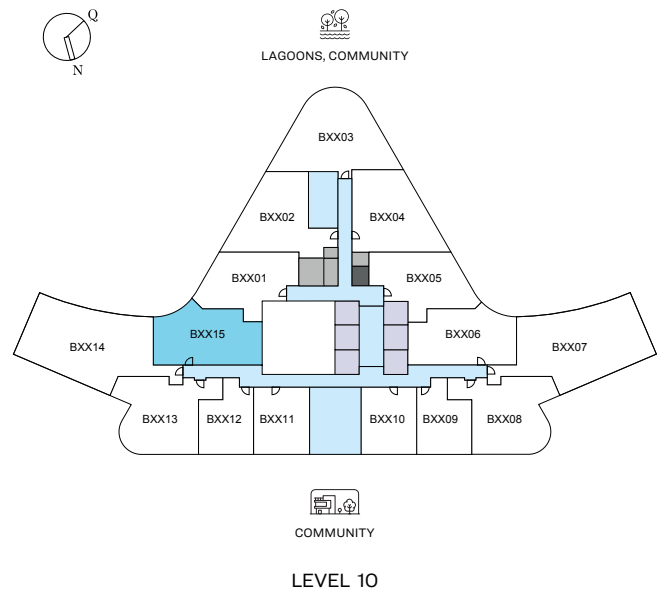 Q
N
LAGOONS, COMMUNITY
BXX03
BXX02
BXX04
BXX01
BXX05
BXX15
BXX06
BXX14
BXX07
BXX13
BXX12
BXX11
BXX10
BXX09
BXX08
COMMUNITY
LEVEL 10